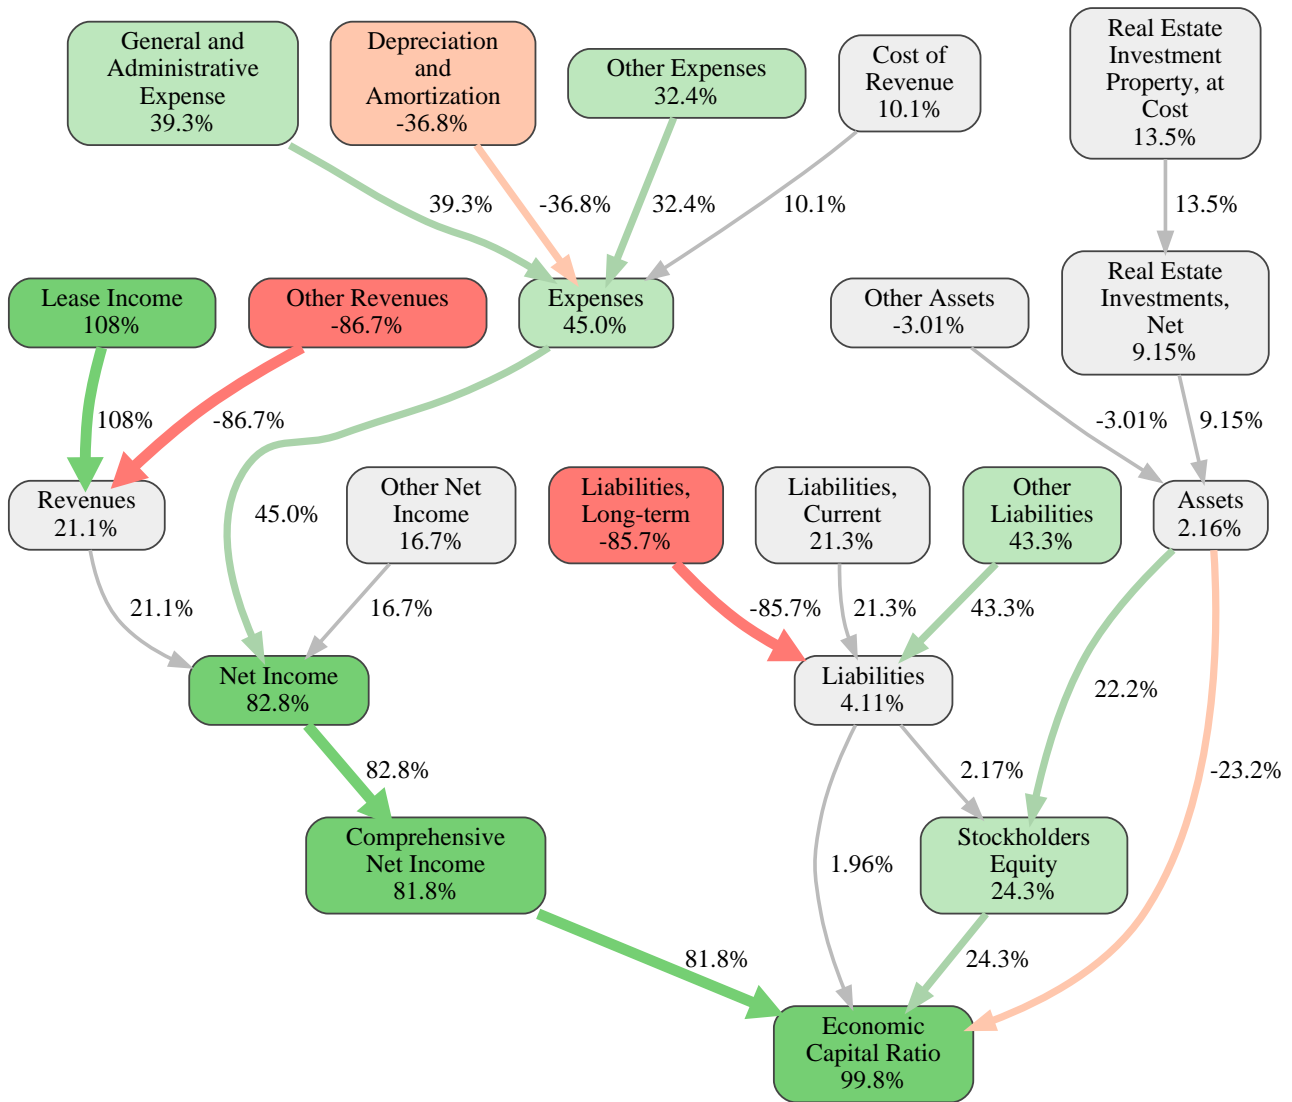 General and
Administrative
Expense
39.3%
Depreciation
and
Amortization
-36.8%
Other Expenses
32.4%
Cost of
Revenue
10.1%
Real Estate
Investment
Property, at
Cost
13.5%
39.3%
-36.8%
32.4%
10.1%
13.5%
Lease Income
108%
Other Revenues
-86.7%
Expenses
45.0%
Other Assets
-3.01%
Real Estate
Investments,
Net
9.15%
108%
-86.7%
-3.01%
9.15%
Revenues
21.1%
45.0%
Other Net
Income
16.7%
Liabilities,
Long-term
-85.7%
Liabilities,
Current
21.3%
Other
Liabilities
43.3%
Assets
2.16%
21.1%
16.7%
-85.7%
21.3%
43.3%
Net Income
82.8%
Liabilities
4.11%
22.2%
82.8%
2.17%
-23.2%
Comprehensive
Net Income
81.8%
1.96%
Stockholders
Equity
24.3%
81.8%
24.3%
Economic
Capital Ratio
99.8%